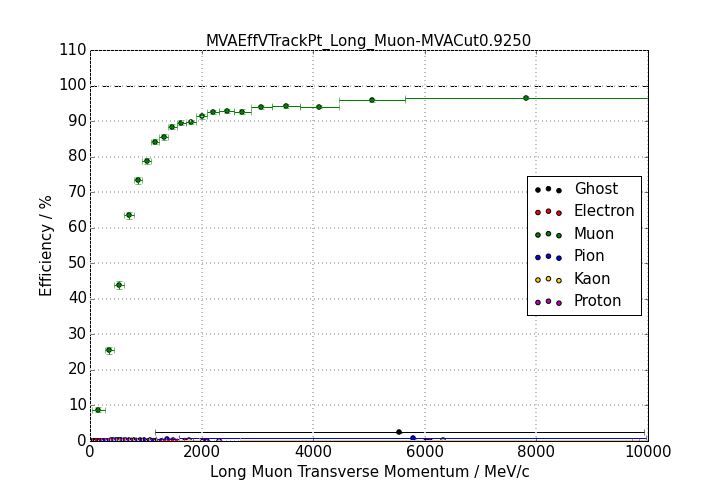 MVAEffVTrackPt_Long_Muon-MVACut0.9250
110
100
90
80
70
60
50
40
30
20
10
0
Efficiency / %
Ghost
Electron
Muon
Pion
Kaon
Proton
0 2000 4000 6000 8000 10000
Long Muon Transverse Momentum / MeV/c